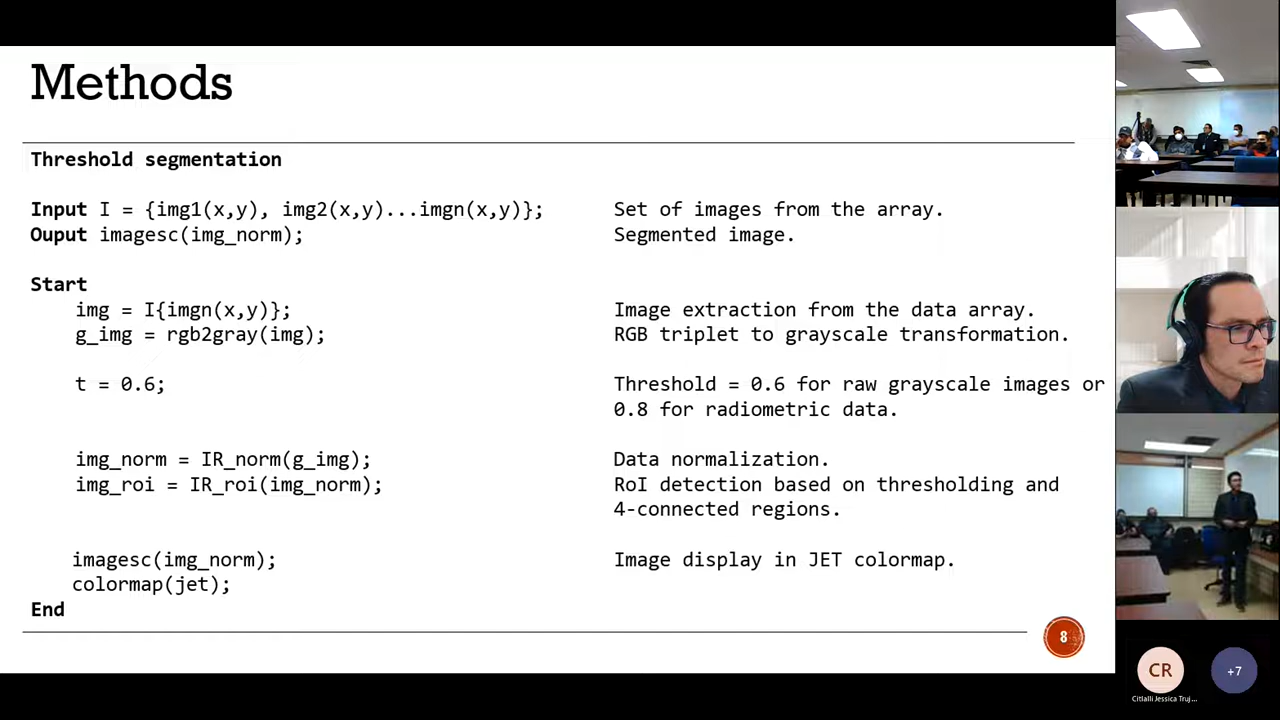 Methods
Threshold segmentation
Input I = {img1(x,y), img2(x,y)...imgn(x,y)}; Set of images from the array.
Ouput imagesc(img_norm); Segmented image.
Start
img = I{imgn(x,y)}; Image extraction from the data array.
g_img = rgb2gray(img); RGB triplet to grayscale transformation.
t = 0.6; Threshold = 0.6 for raw grayscale images or
0.8 for radiometric data.
img_norm = IR_norm(g_img); Data normalization.
img_roi = IR_roi(img_norm); RoI detection based on thresholding and
4-connected regions.
imagesc(img_norm); Image display in JET colormap.
colormap(jet);
End
8
CR
+7
Citlalli Jessica Truj...